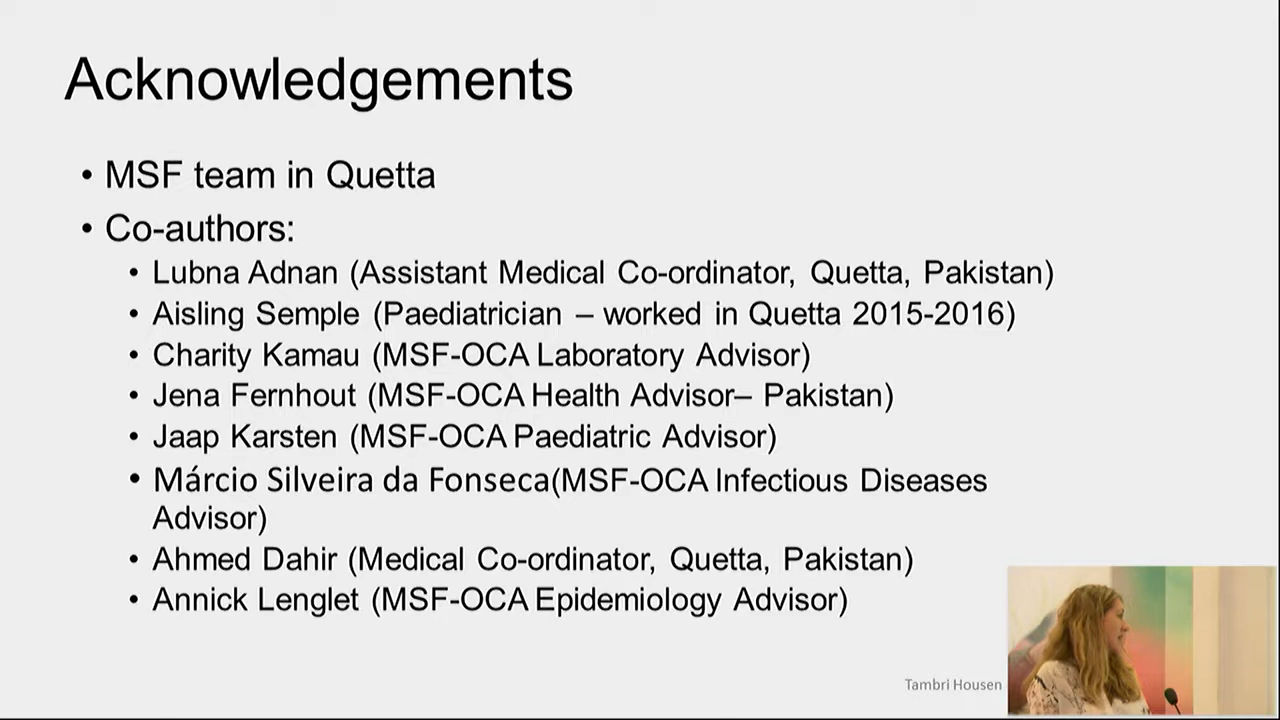 Acknowledgements
• MSF team in Quetta
• Co-authors:
• Lubna Adnan (Assistant Medical Co-ordinator, Quetta, Pakistan)
• Aisling Semple (Paediatrician – worked in Quetta 2015-2016)
• Charity Kamau (MSF-OCA Laboratory Advisor)
• Jena Fernhout (MSF-OCA Health Advisor– Pakistan)
• Jaap Karsten (MSF-OCA Paediatric Advisor)
• Márcio Silveira da Fonseca(MSF-OCA Infectious Diseases
Advisor)
• Ahmed Dahir (Medical Co-ordinator, Quetta, Pakistan)
• Annick Lenglet (MSF-OCA Epidemiology Advisor)
Tambri Housen